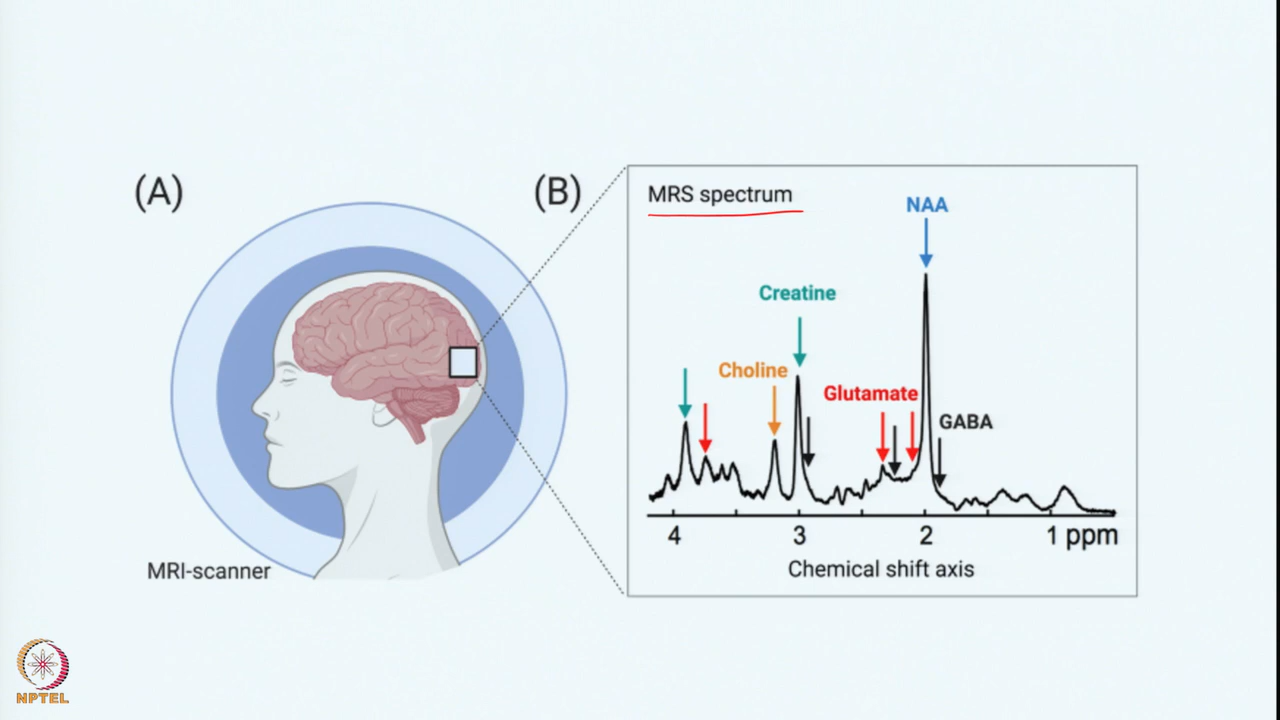 (A)
(B)
MRS spectrum
NAA
Creatine
Choline
Glutamate
GABA
4 3 2 1 ppm
Chemical shift axis
MRI-scanner
NPTEL